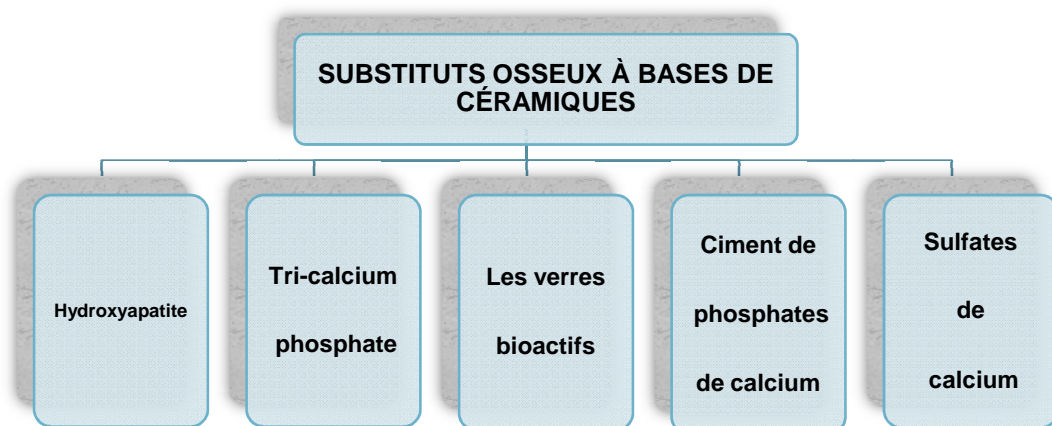 SUBSTITUTS OSSEUX À BASES DE
CÉRAMIQUES
Hydroxyapatite
Tri-calcium
phosphate
Les verres
bioactifs
Ciment de
phosphates
de calcium
Sulfates
de
calcium